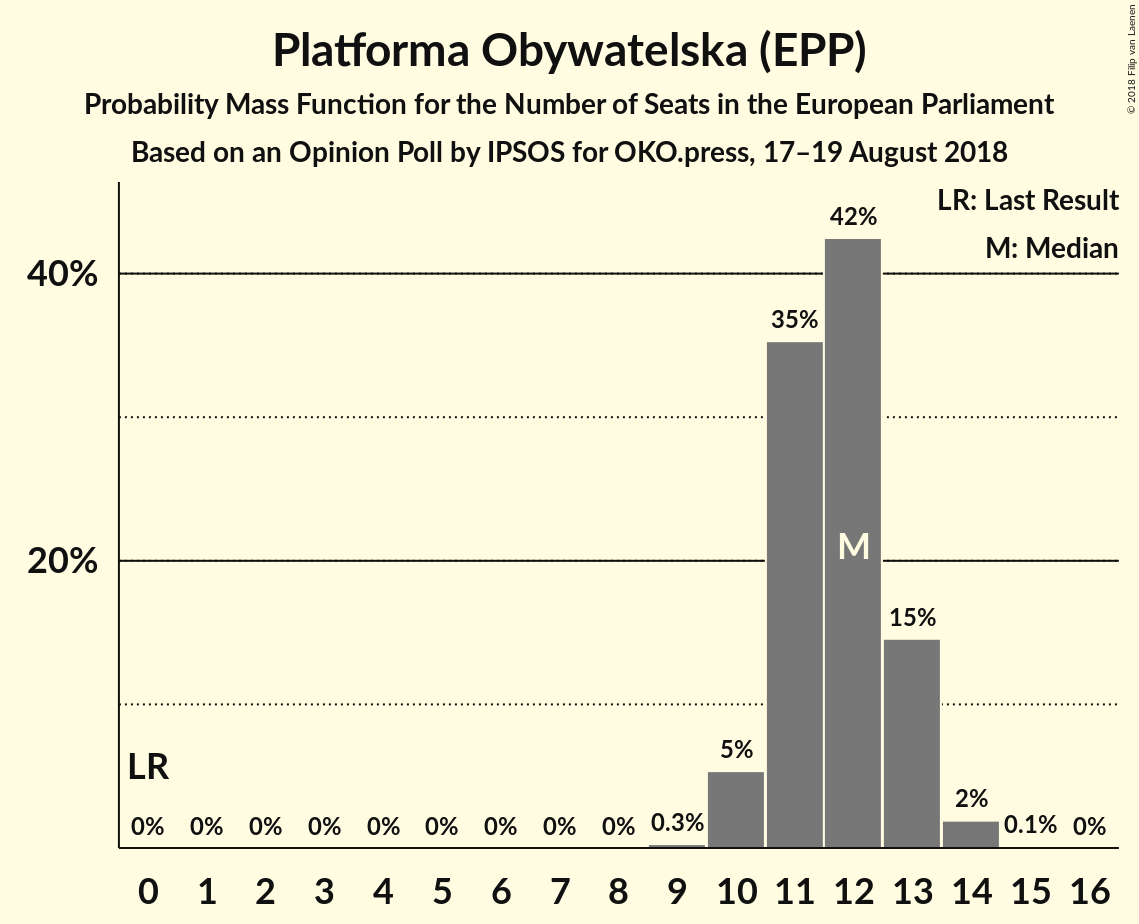 Platforma Obywatelska (EPP)
Probability Mass Function for the Number of Seats in the European Parliament
Based on an Opinion Poll by IPSOS for OKO.press, 17–19 August 2018
© 2018 Filip van Laenen
LR: Last Result
M: Median
40%
20%
42%
35%
M
15%
5%
2%
LR
0% 0% 0% 0% 0% 0% 0% 0% 0% 0.3% 0.1% 0%
0 1 2 3 4 5 6 7 8 9 10 11 12 13 14 15 16